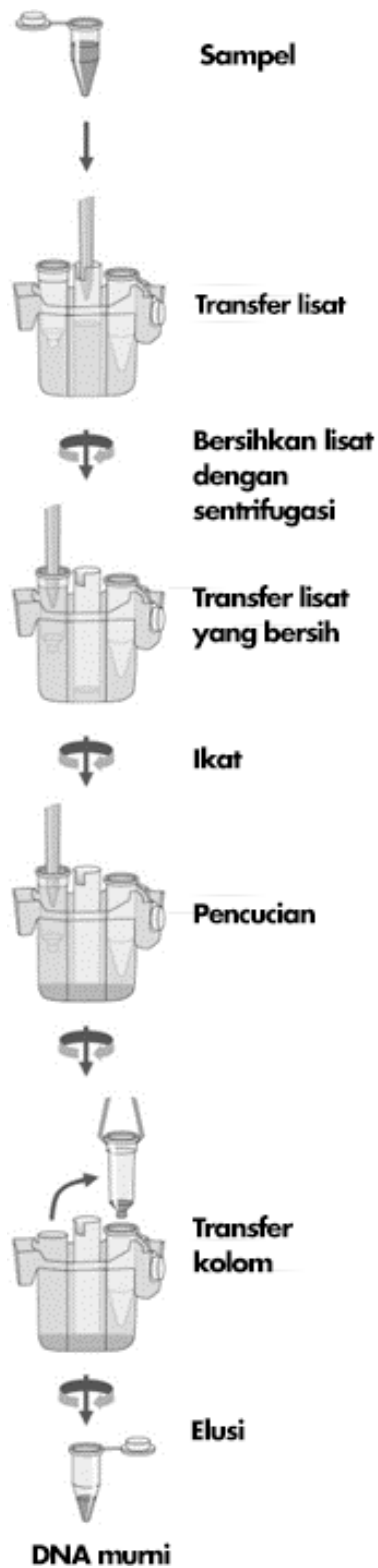 Sampel
Transfer lisat
Bersihkan lisat
dengan
sentrifugasi
Transfer lisat
yang bersih
Ikat
Pencucian
Transfer
kolom
Elusi
DNA murni